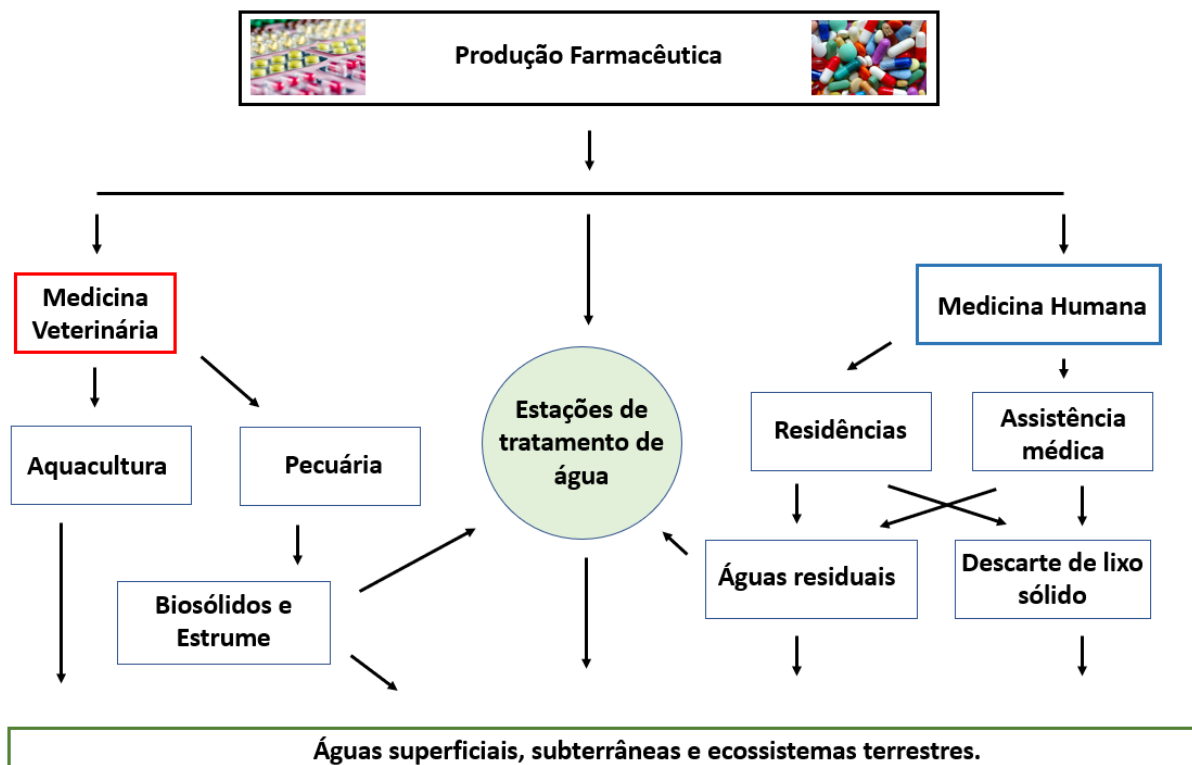 Produção Farmacêutica
Medicina
Veterinária
Medicina Humana
Estações de
tratamento de
água
Residências
Assistência
médica
Aquacultura
Pecuária
Águas residuais
Descarte de lixo
sólido
Biosólidos e
Estrume
Águas superficiais, subterrâneas e ecossistemas terrestres.